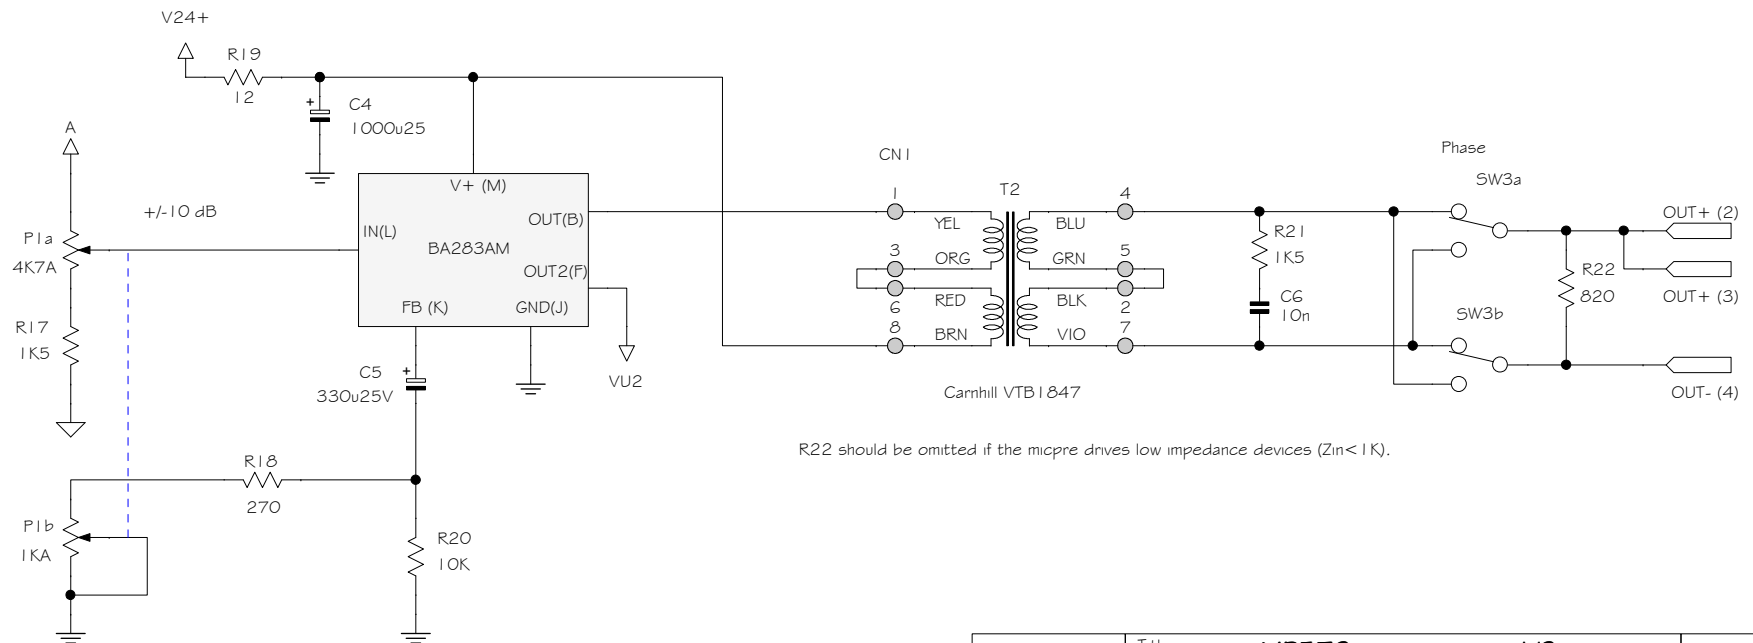 V24+
R19
12
C4
+
1000u25
A
+/-10 dB
P1a
4K7A
R17
1K5
V+ (M)
IN(L)
OUT(B)
BA283AM
OUT2(F)
FB (K)
GND(J)
C5
+
330u25V
VU2
R18
270
P1b
1KA
R20
10K
CN1
1
3
6
8
YEL
ORG
RED
BRN
T2
BLU
GRN
BLK
VIO
4
5
2
7
Carnhill VTB1847
R21
1K5
C6
10n
Phase
SW3a
SW3b
R22
820
OUT+ (2)
OUT+ (3)
OUT- (4)
R22 should be omitted if the micpre drives low impedance devices (Zin<1K).